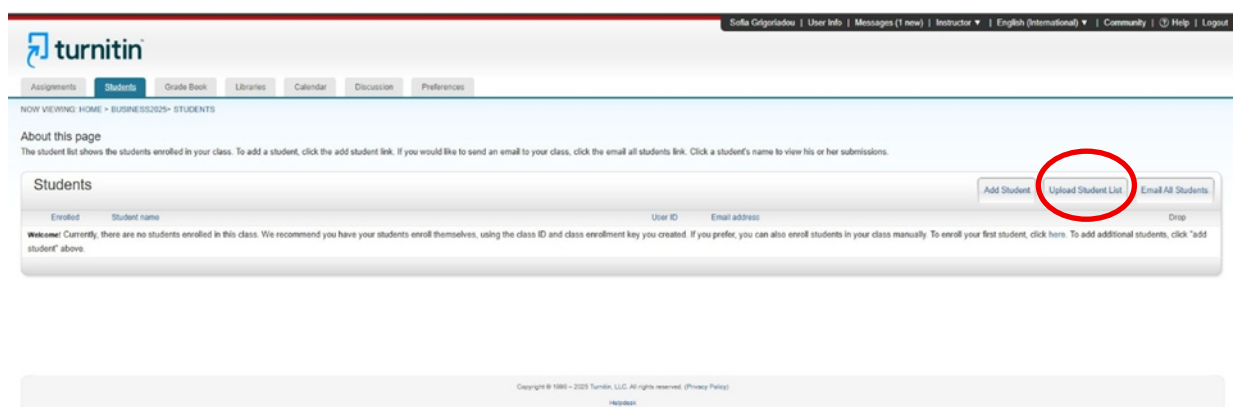 Sofia Grigoriadou | User Info | Messages (1 new) | Instructor ▼ | English (International) ▼ | Community | ? Help | Logout
turnitin
Assignments Students Grade Book Libraries Calendar Discussion Preferences
NOW VIEWING: HOME > BUSINESS2025> STUDENTS
About this page
The student list shows the students enrolled in your class. To add a student, click the add student link. If you would like to send an email to your class, click the email all students link. Click a student's name to view his or her submissions.
Students Add Student Upload Student List Email All Students
Enrolled Student name User ID Email address Drop
Welcome! Currently, there are no students enrolled in this class. We recommend you have your students enroll themselves, using the class ID and class enrollment key you created. If you prefer, you can also enroll students in your class manually. To enroll your first student, click here. To add additional students, click "add
student" above.
Copyright © 1998 – 2025 Turnitin, LLC. All rights reserved. (Privacy Policy)
Helpdesk